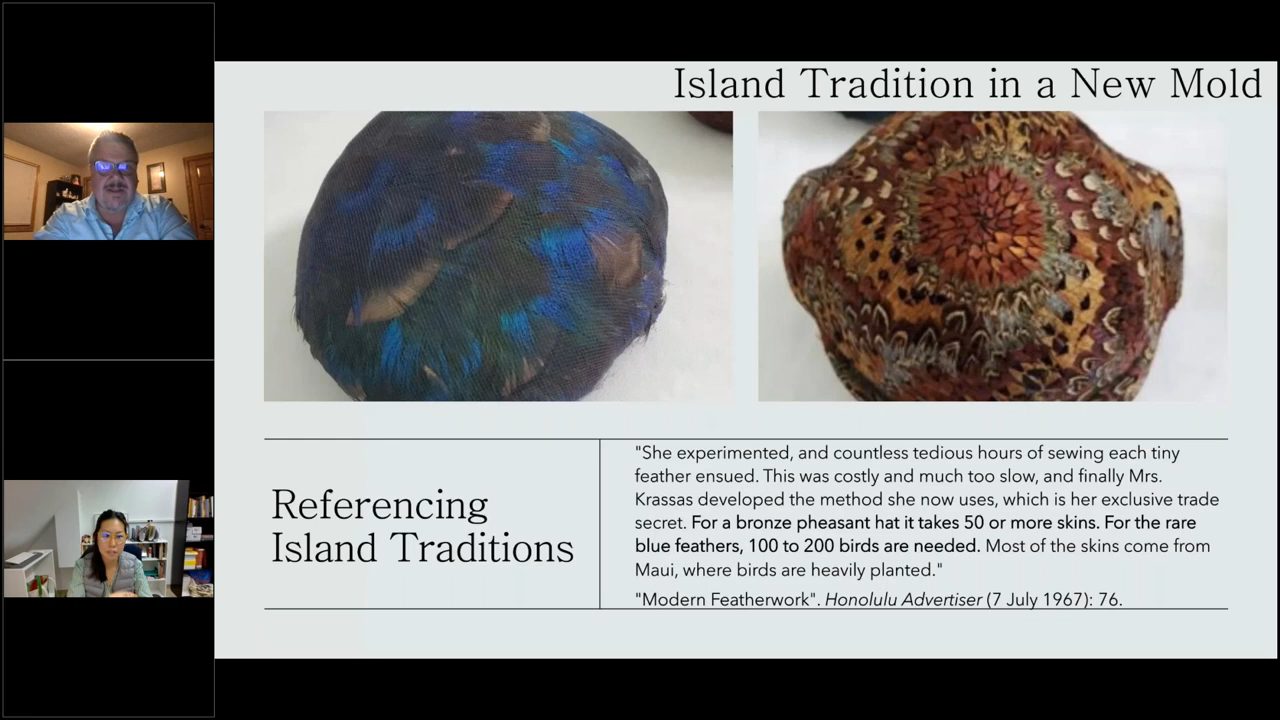 Island Tradition in a New Mold
Referencing
Island Traditions
"She experimented, and countless tedious hours of sewing each tiny
feather ensued. This was costly and much too slow, and finally Mrs.
Krassas developed the method she now uses, which is her exclusive trade
secret. For a bronze pheasant hat it takes 50 or more skins. For the rare
blue feathers, 100 to 200 birds are needed. Most of the skins come from
Maui, where birds are heavily planted."
"Modern Featherwork". Honolulu Advertiser (7 July 1967): 76.